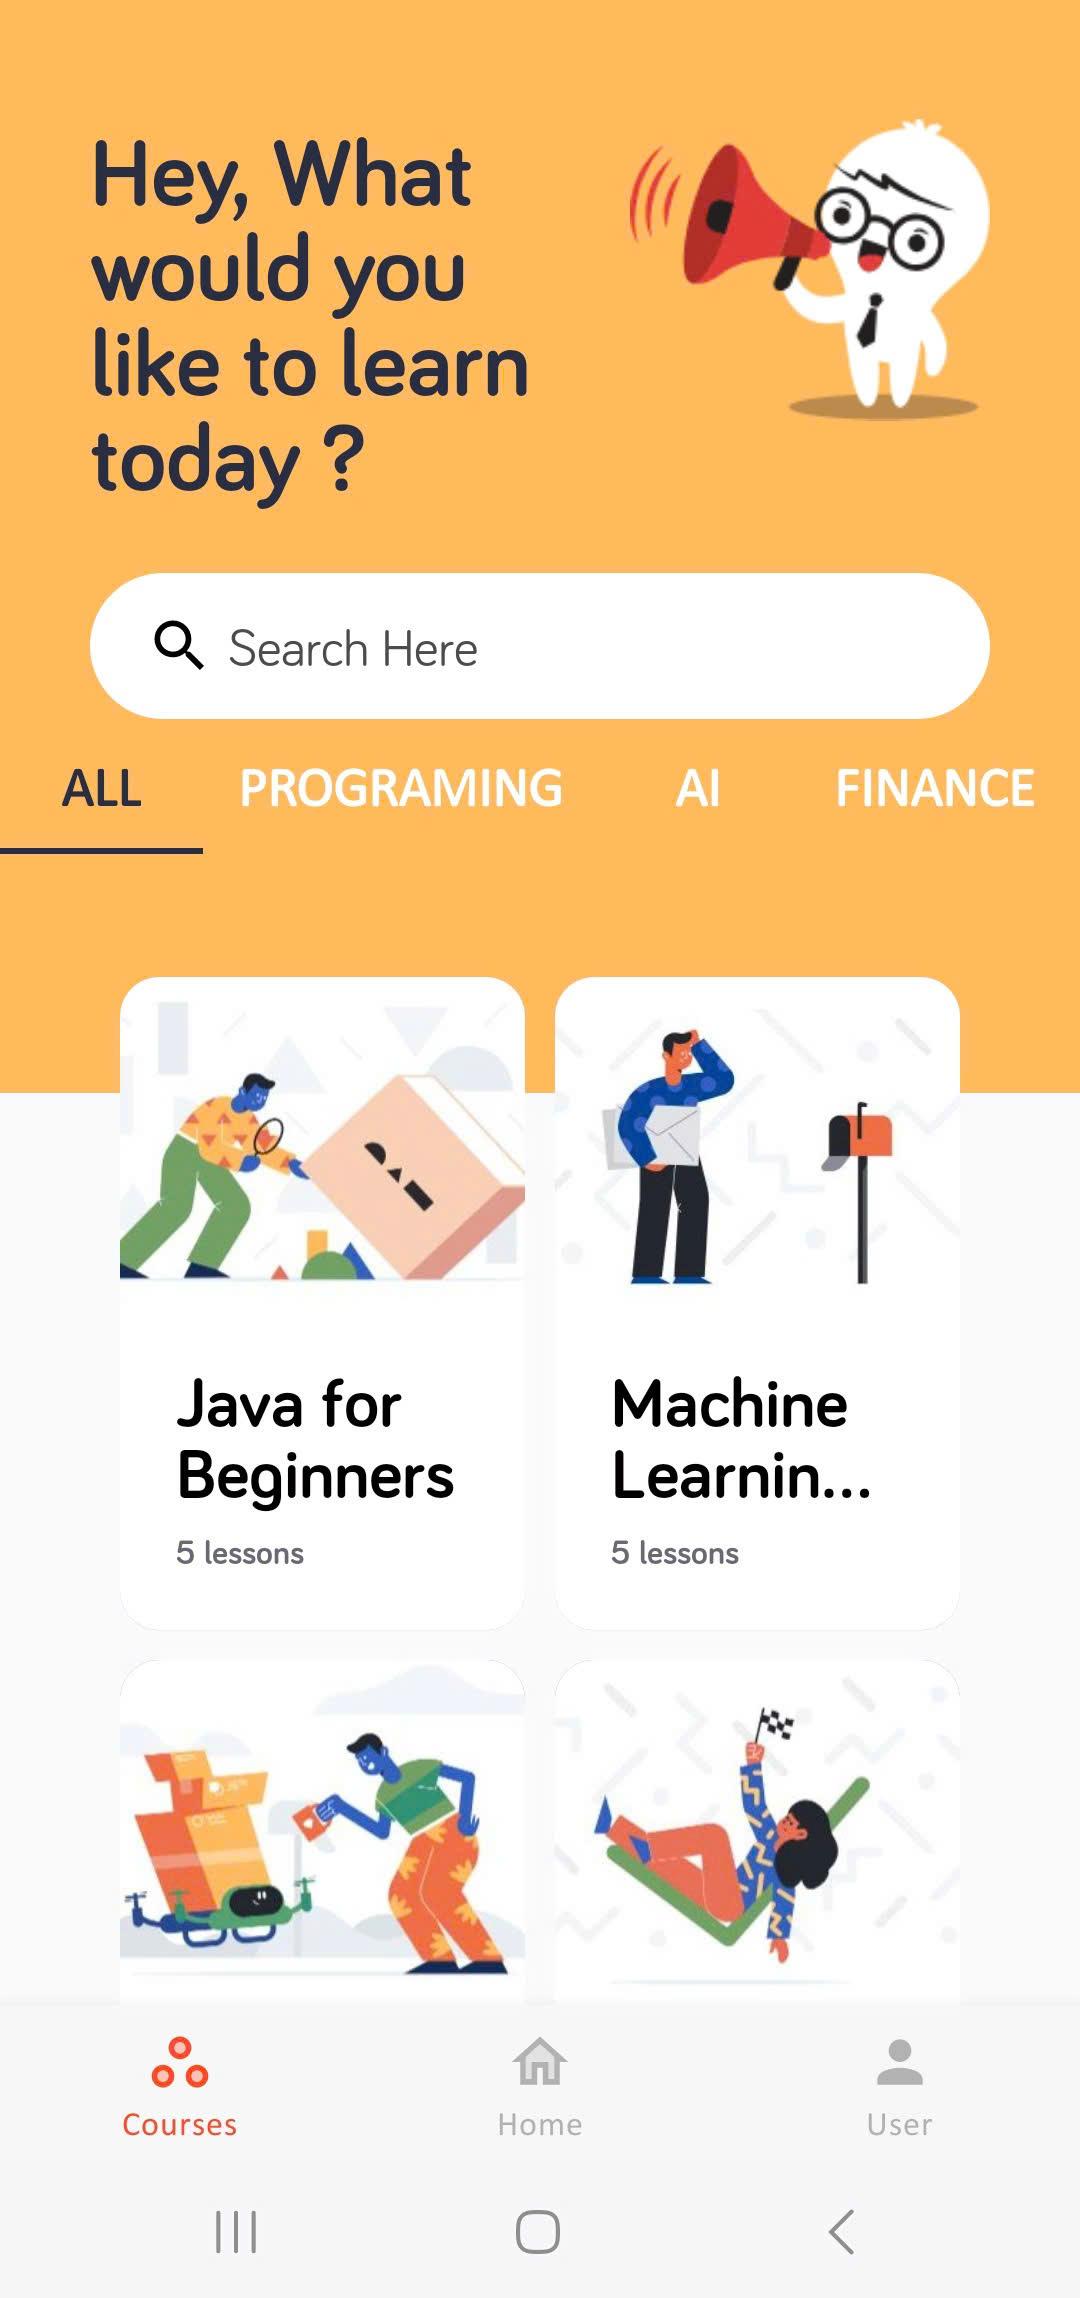 Hey, What
would you
like to learn
today ?
Search Here
ALL PROGRAMING AI FINANCE
Java for
Beginners
5 lessons
Machine
Learnin...
5 lessons
Courses Home User